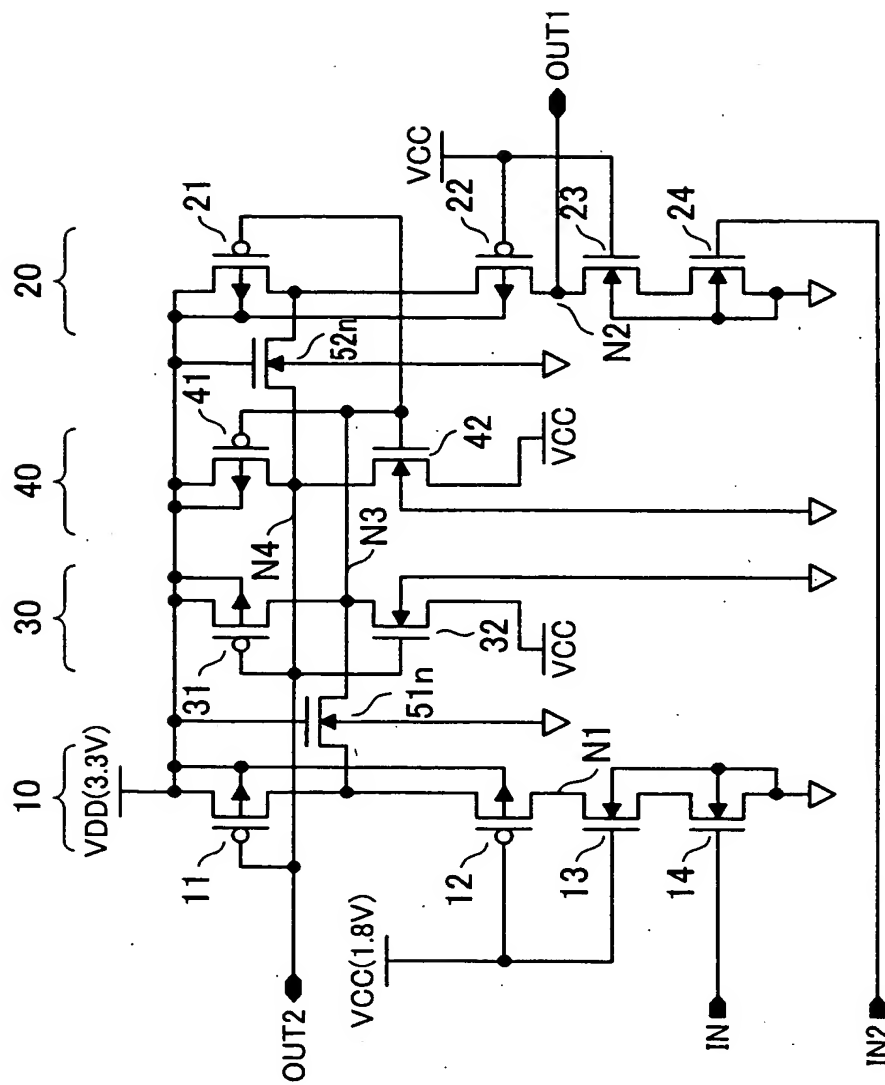 10
30
40
20
VDD(3.3V)
11
31
41
21
N4
52n
OUT2
N3
51n
VCC(1.8V)
12
32
42
22
VCC
VCC
VCC
N1
13
N2
OUT1
23
14
24
IN
IN2